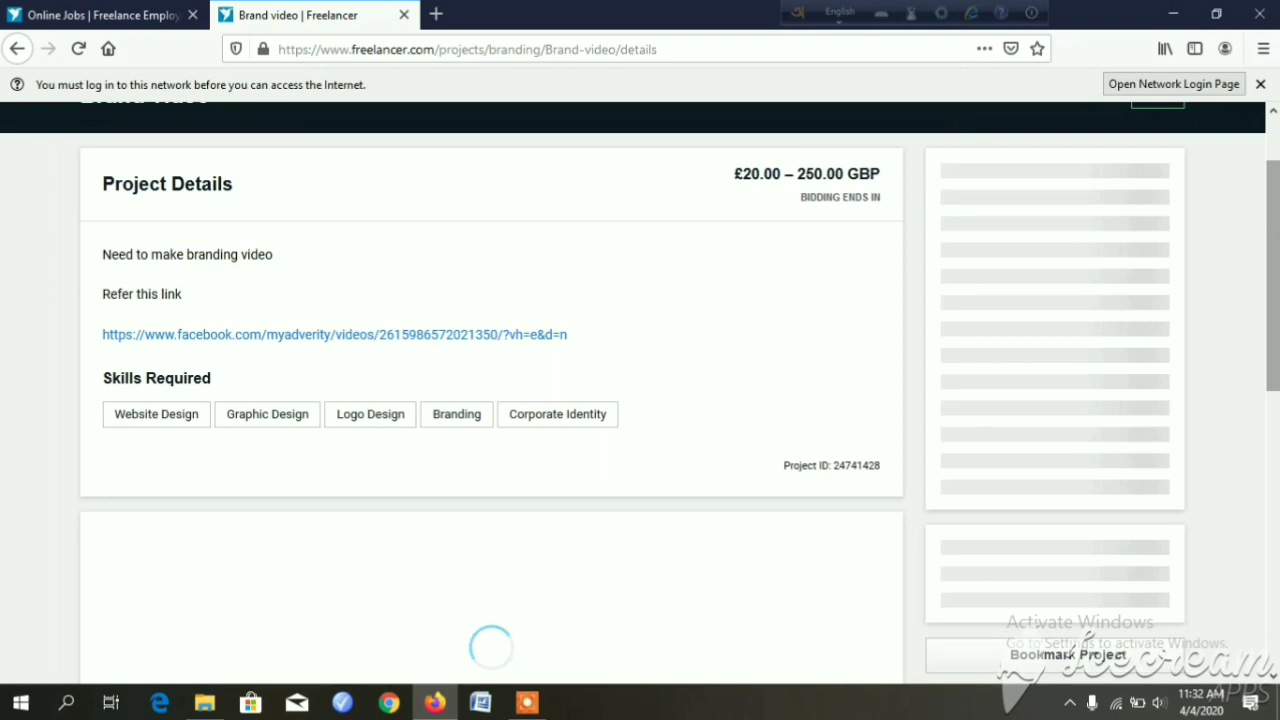 Online Jobs | Freelance Employ
Brand video | Freelancer
English
https://www.freelancer.com/projects/branding/Brand-video/details
You must log in to this network before you can access the Internet.
Open Network Login Page
Project Details
£20.00 – 250.00 GBP
BIDDING ENDS IN
Need to make branding video
Refer this link
https://www.facebook.com/myadverity/videos/2615986572021350/?vh=e&d=n
Skills Required
Website Design
Graphic Design
Logo Design
Branding
Corporate Identity
Project ID: 24741428
Activate Windows
Go to Settings to activate Windows.
Bookmark Project
icecream
APPS
11:32 AM
4/4/2020